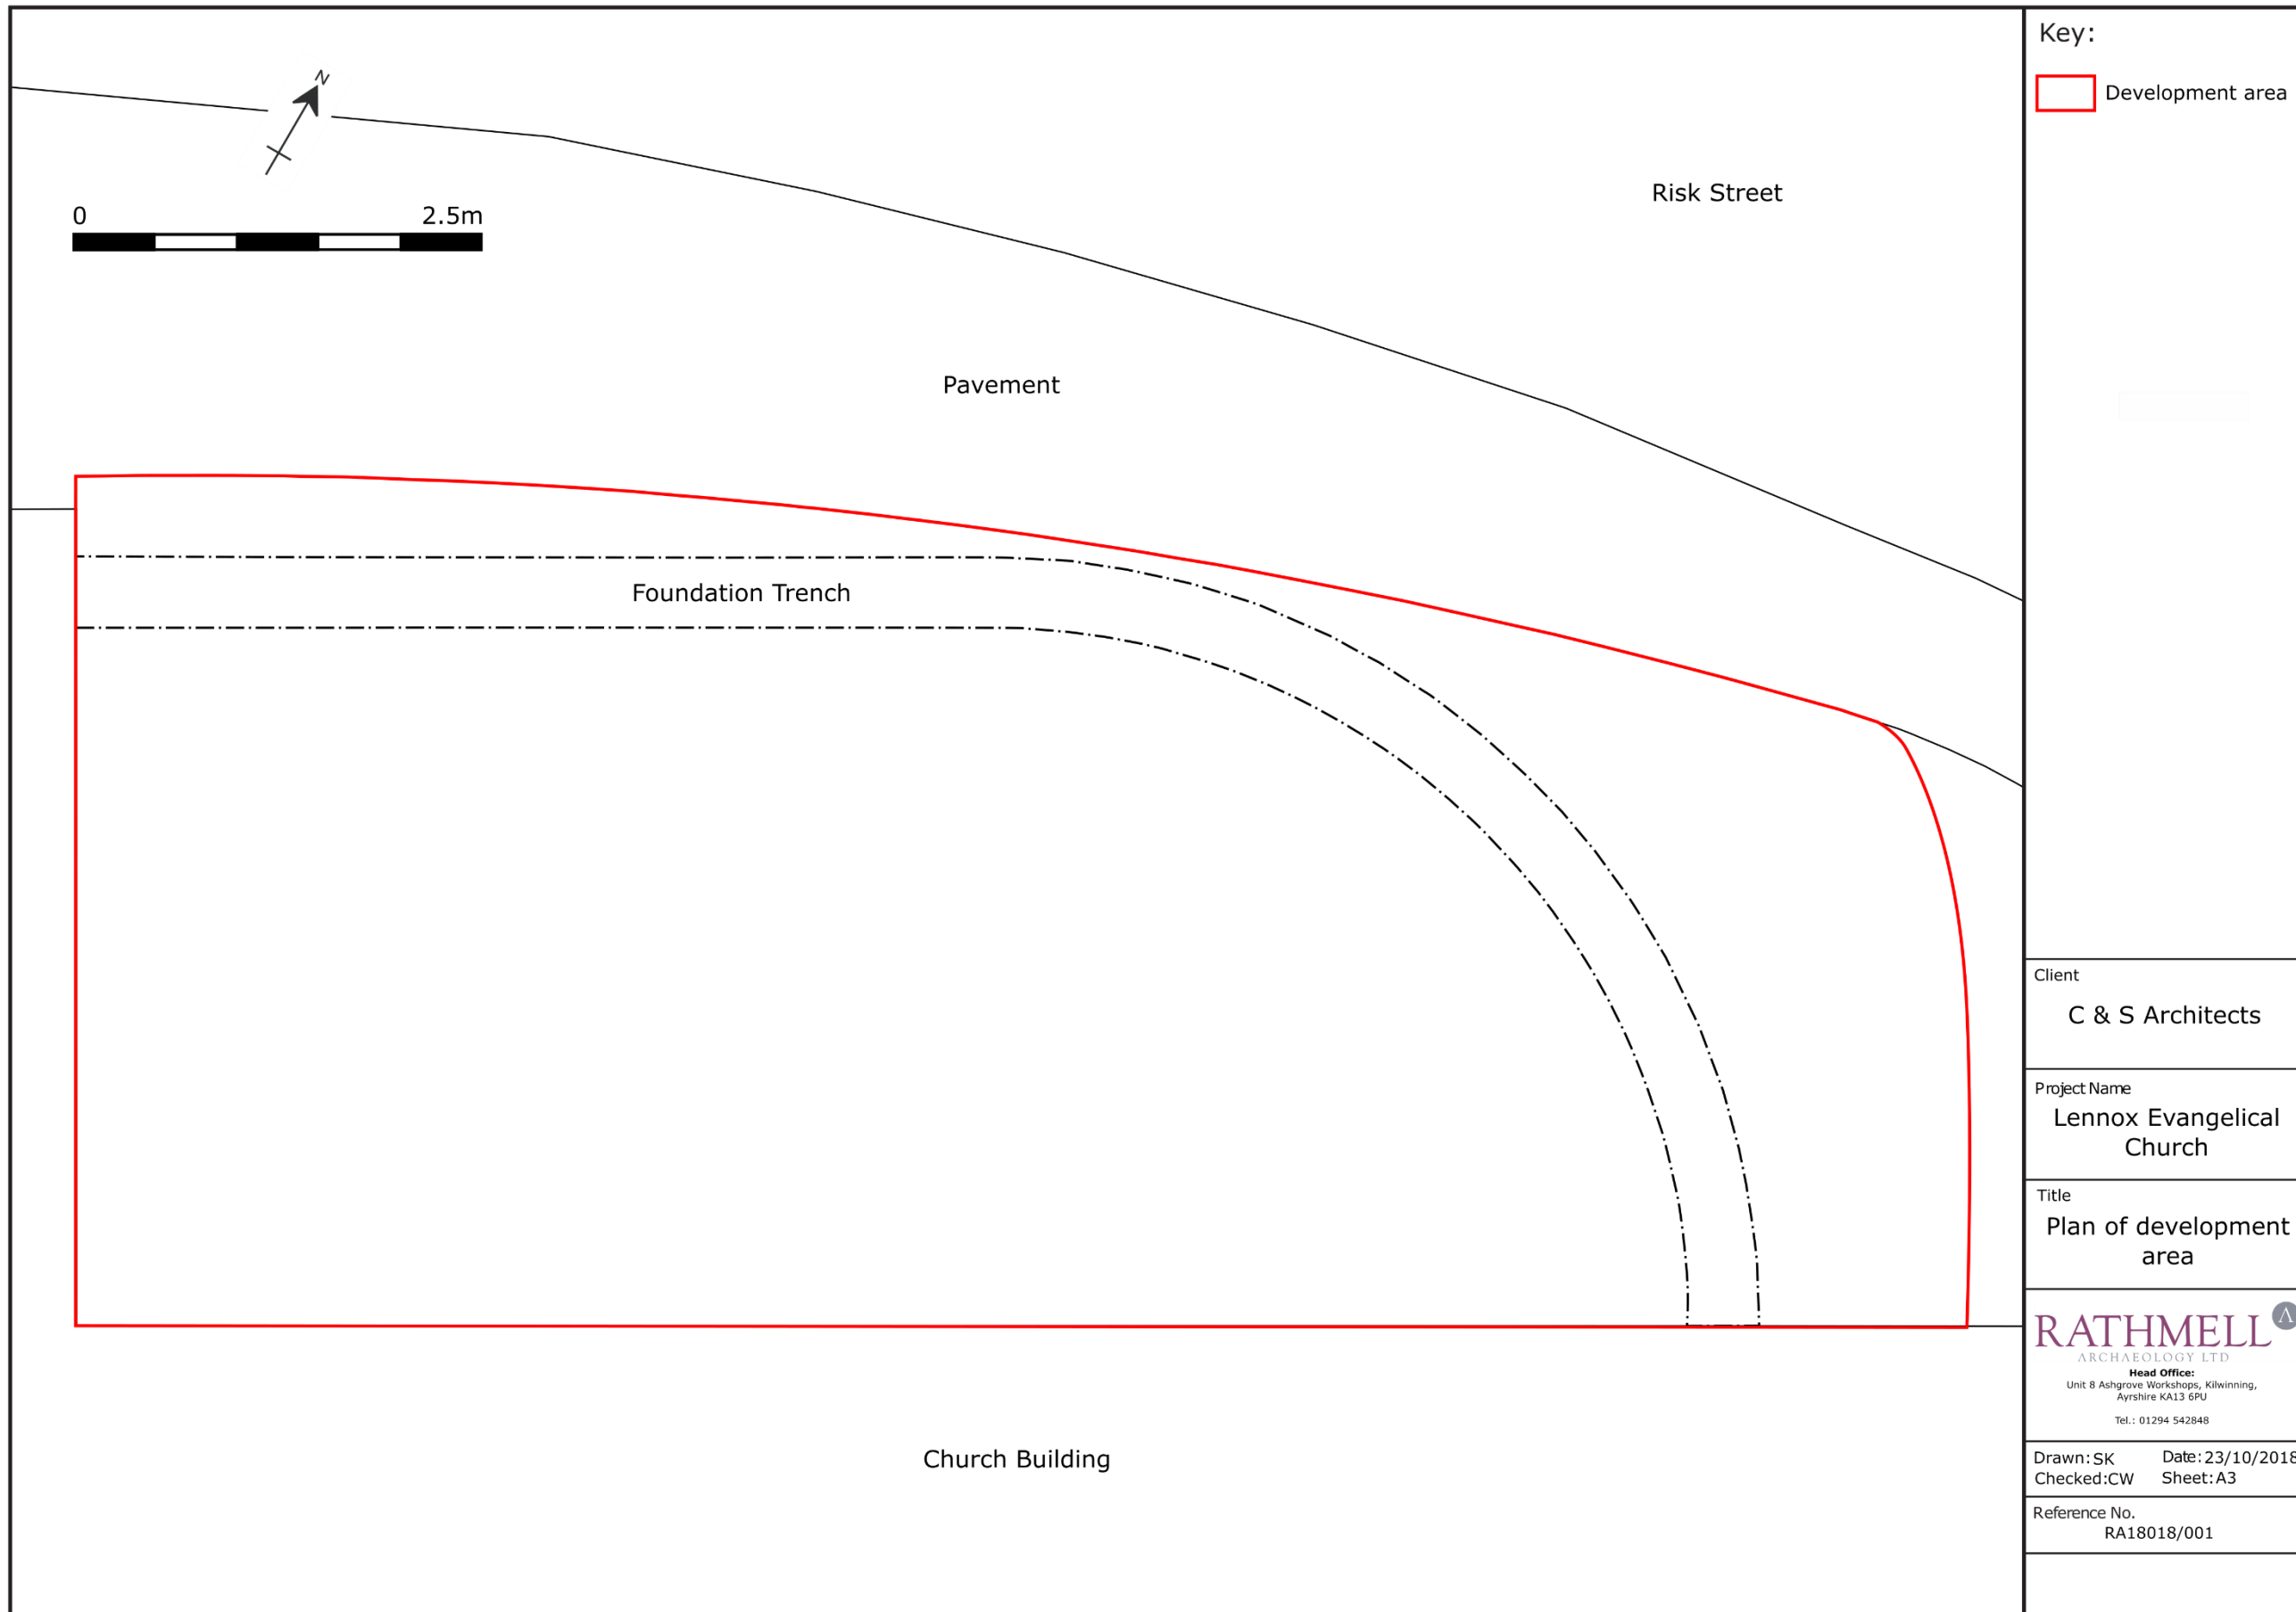 N
0 2.5m
Risk Street
Pavement
Foundation Trench
Church Building
Key:
Development area
Client
C & S Architects
Project Name
Lennox Evangelical
Church
Title
Plan of development
area
RATHMELL Λ
ΛRCHΛEOLOGY LTD
Head Office:
Unit 8 Ashgrove Workshops, Kilwinning,
Ayrshire KA13 6PU
Tel.: 01294 542848
Drawn: SK Date: 23/10/2018
Checked:CW Sheet: A3
Reference No.
RA18018/001